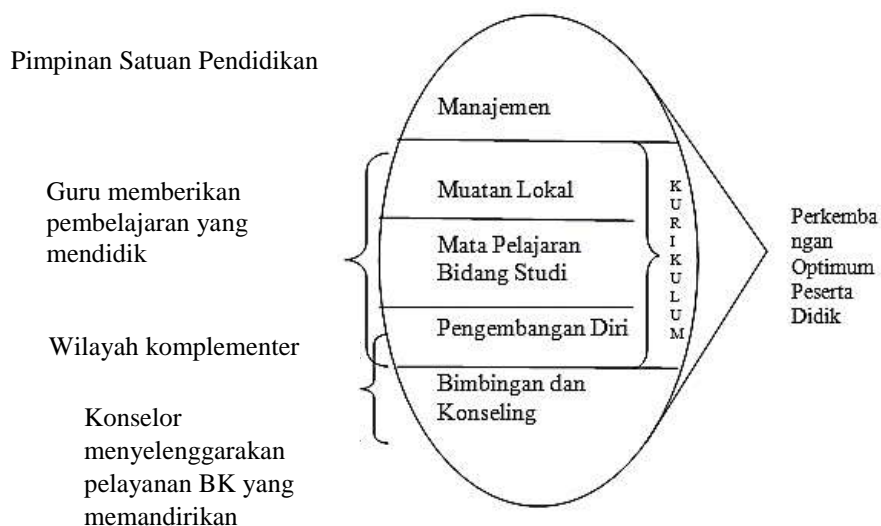 Pimpinan Satuan Pendidikan
Manajemen
Guru memberikan
pembelajaran yang
mendidik
Muatan Lokal
Mata Pelajaran
Bidang Studi
Pengembangan Diri
KURIKULUM
Perkemba
ngan
Optimum
Peserta
Didik
Wilayah komplementer
Bimbingan dan
Konseling
Konselor
menyelenggarakan
pelayanan BK yang
memandirikan